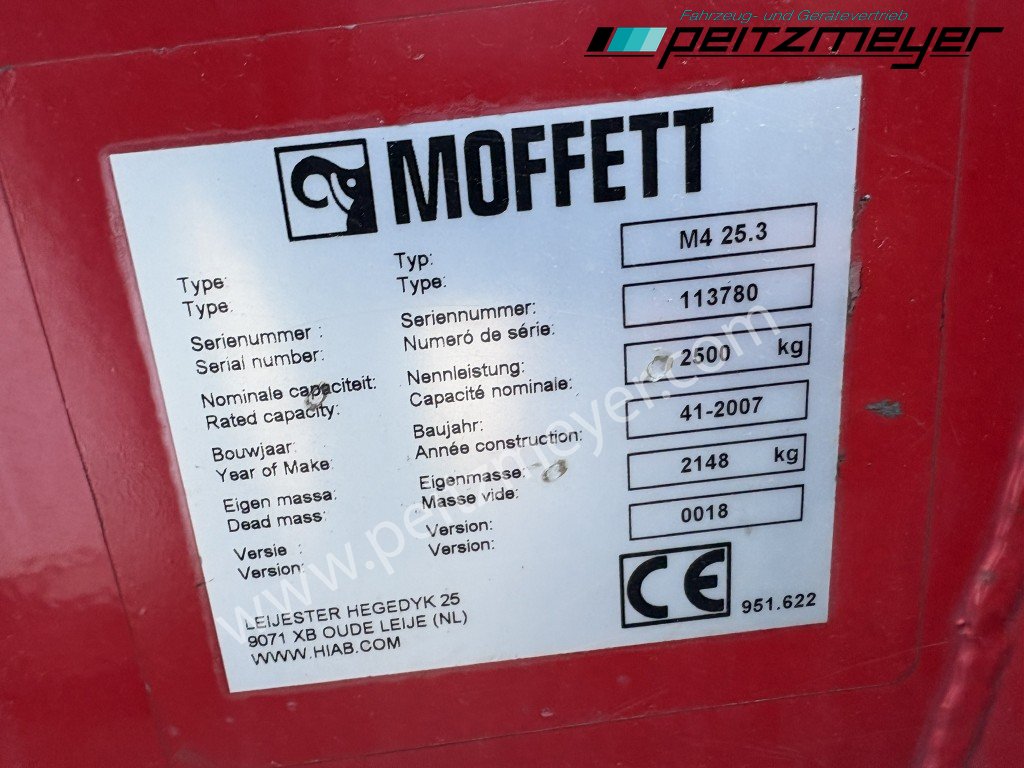 Fahrzeug- und Gerätevertrieb
peitzmeyer
MOFFETT
Type: Typ: M4 25.3
Type: Type:
Serienummer : Seriennummer: 113780
Serial number: Numeró de série:
Nominale capaciteit: Nennleistung: 2500 kg
Rated capacity: Capacité nominale:
Bouwjaar: Baujahr: 41-2007
Year of Make: Année construction:
Eigen massa: Eigenmasse: 2148 kg
Dead mass: Masse vide:
Versie : Version: 0018
Version: Version:
LEIJESTER HEGEDYK 25
9071 XB OUDE LEIJE (NL)
WWW.HIAB.COM
CE 951.622
www.peitzmeyer.com